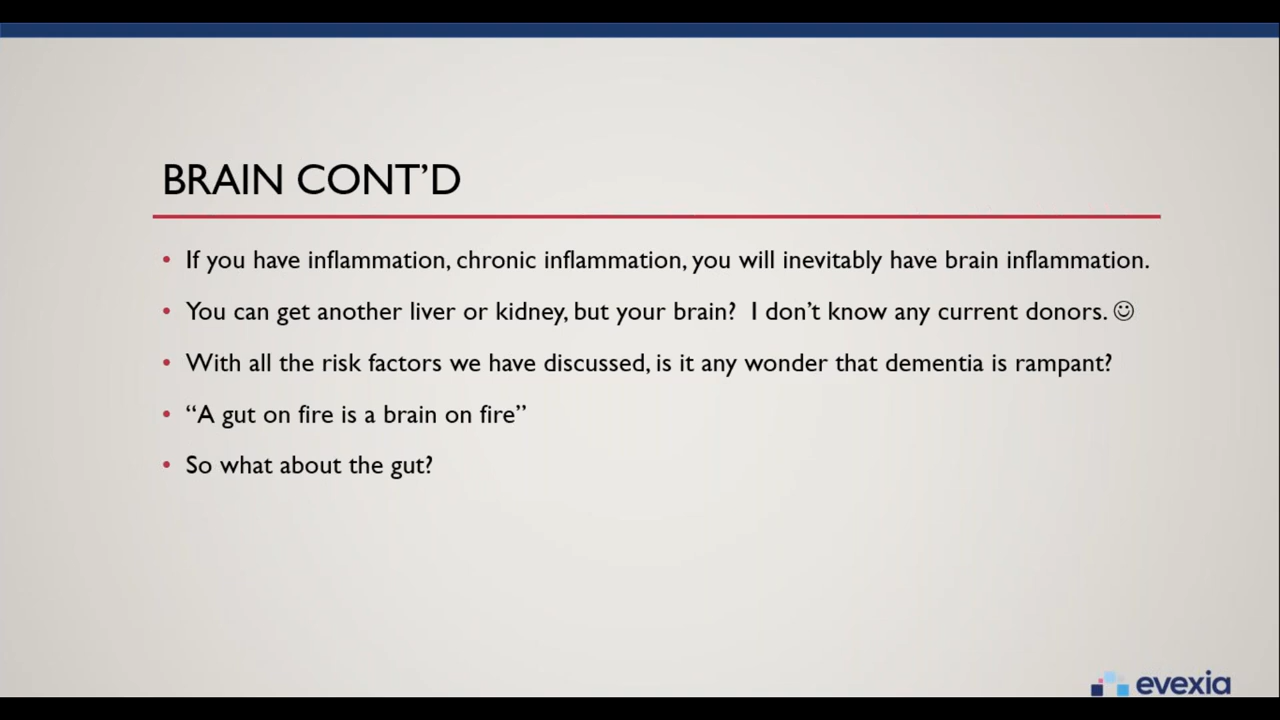 BRAIN CONT’D
• If you have inflammation, chronic inflammation, you will inevitably have brain inflammation.
• You can get another liver or kidney, but your brain?  I don’t know any current donors. ☺
• With all the risk factors we have discussed, is it any wonder that dementia is rampant?
• “A gut on fire is a brain on fire”
• So what about the gut?
evexia